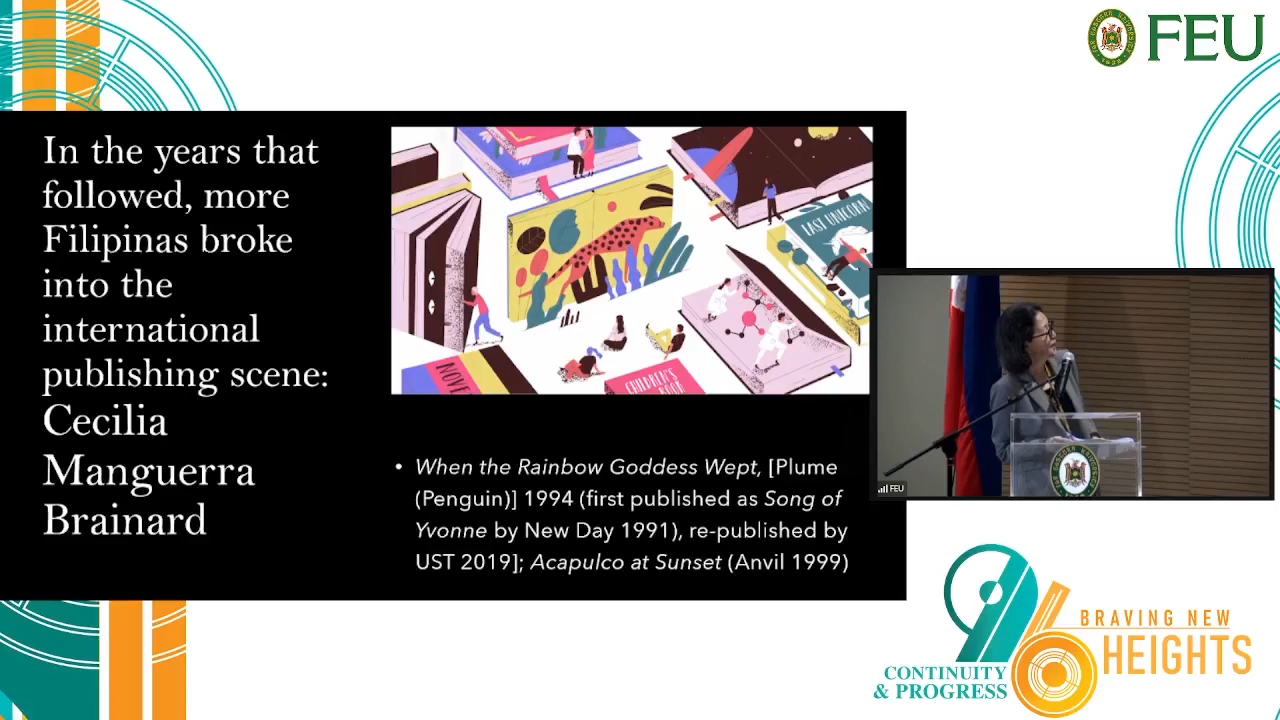 FEU
In the years that
followed, more
Filipinas broke
into the
international
publishing scene:
Cecilia
Manguerra
Brainard
LAST UNICORN
NOVE
CHILDREN'S
BOOK
• When the Rainbow Goddess Wept, [Plume
(Penguin)] 1994 (first published as Song of
Yvonne by New Day 1991), re-published by
UST 2019]; Acapulco at Sunset (Anvil 1999)
FEU
96
BRAVING NEW
HEIGHTS
CONTINUITY
& PROGRESS